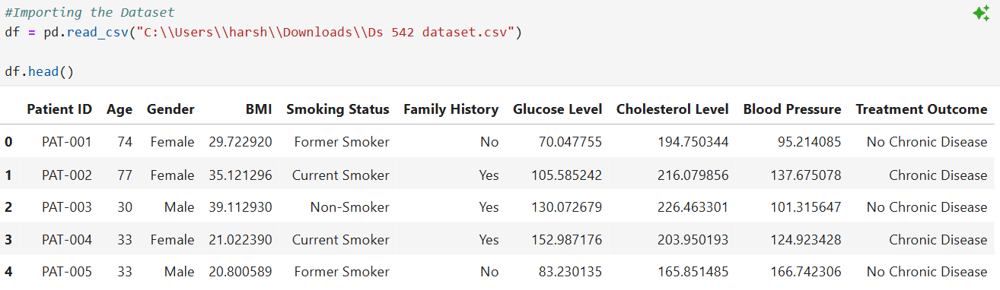 #Importing the Dataset
df = pd.read_csv("C:\\Users\\harsh\\Downloads\\Ds 542 dataset.csv")
df.head()
Patient ID Age Gender BMI Smoking Status Family History Glucose Level Cholesterol Level Blood Pressure Treatment Outcome
0 PAT-001 74 Female 29.722920 Former Smoker No 70.047755 194.750344 95.214085 No Chronic Disease
1 PAT-002 77 Female 35.121296 Current Smoker Yes 105.585242 216.079856 137.675078 Chronic Disease
2 PAT-003 30 Male 39.112930 Non-Smoker Yes 130.072679 226.463301 101.315647 No Chronic Disease
3 PAT-004 33 Female 21.022390 Current Smoker Yes 152.987176 203.950193 124.923428 Chronic Disease
4 PAT-005 33 Male 20.800589 Former Smoker No 83.230135 165.851485 166.742306 No Chronic Disease